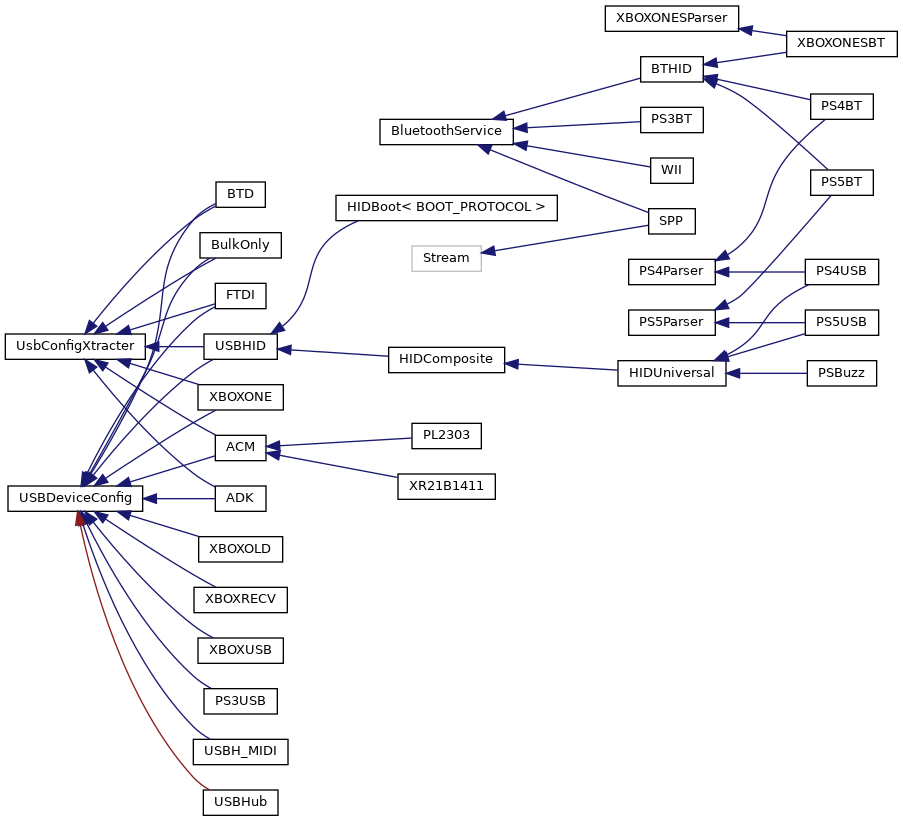 XBOXONESParser
XBOXONESBT
BTHID
PS4BT
PS3BT
BluetoothService
WII
PS5BT
BTD
HIDBoot< BOOT_PROTOCOL >
SPP
BulkOnly
Stream
PS4Parser
PS4USB
FTDI
PS5Parser
PS5USB
UsbConfigXtracter
USBHID
HIDComposite
HIDUniversal
PSBuzz
XBOXONE
PL2303
ACM
XR21B1411
USBDeviceConfig
ADK
XBOXOLD
XBOXRECV
XBOXUSB
PS3USB
USBH_MIDI
USBHub